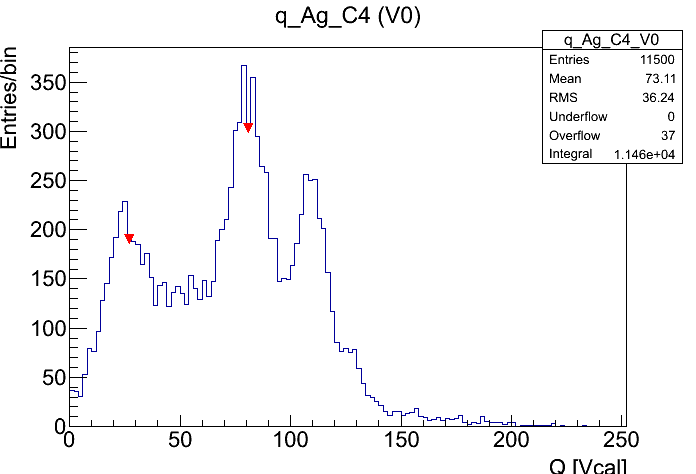 q_Ag_C4 (V0)
Entries/bin
q_Ag_C4_V0
Entries 11500
Mean 73.11
RMS 36.24
Underflow 0
Overflow 37
Integral 1.146e+04
350
300
250
200
150
100
50
0
0 50 100 150 200 250
Q [Vcal]